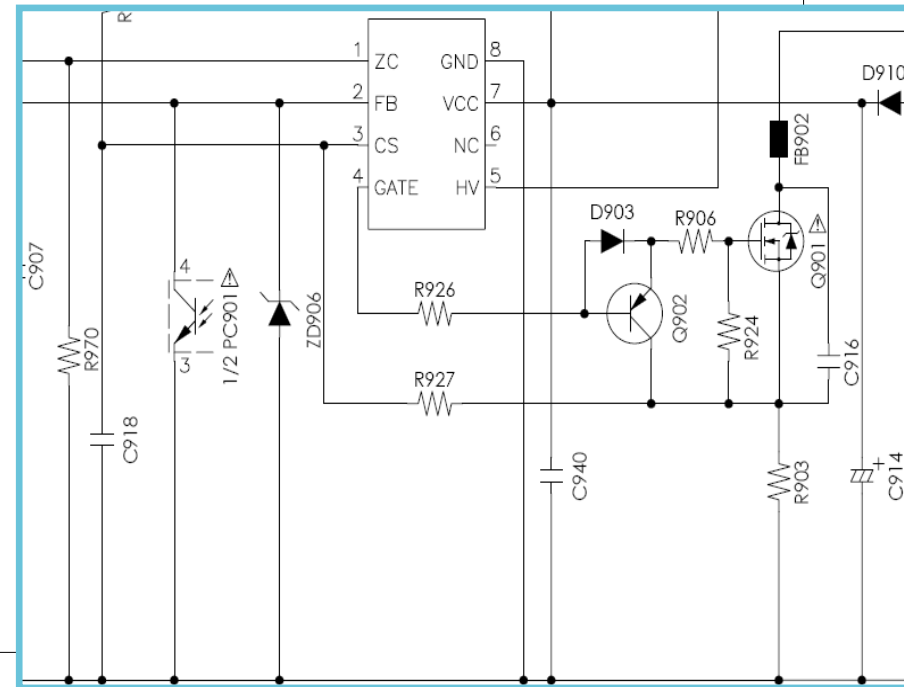 R
1
ZC
GND
8
2
FB
VCC
7
3
CS
NC
6
4
GATE
HV
5
D910
FB902
D903
R906
Q901
C907
4
1/2 PC901
3
R926
ZD906
Q902
R924
R970
R927
C916
C918
C940
R903
+
C914